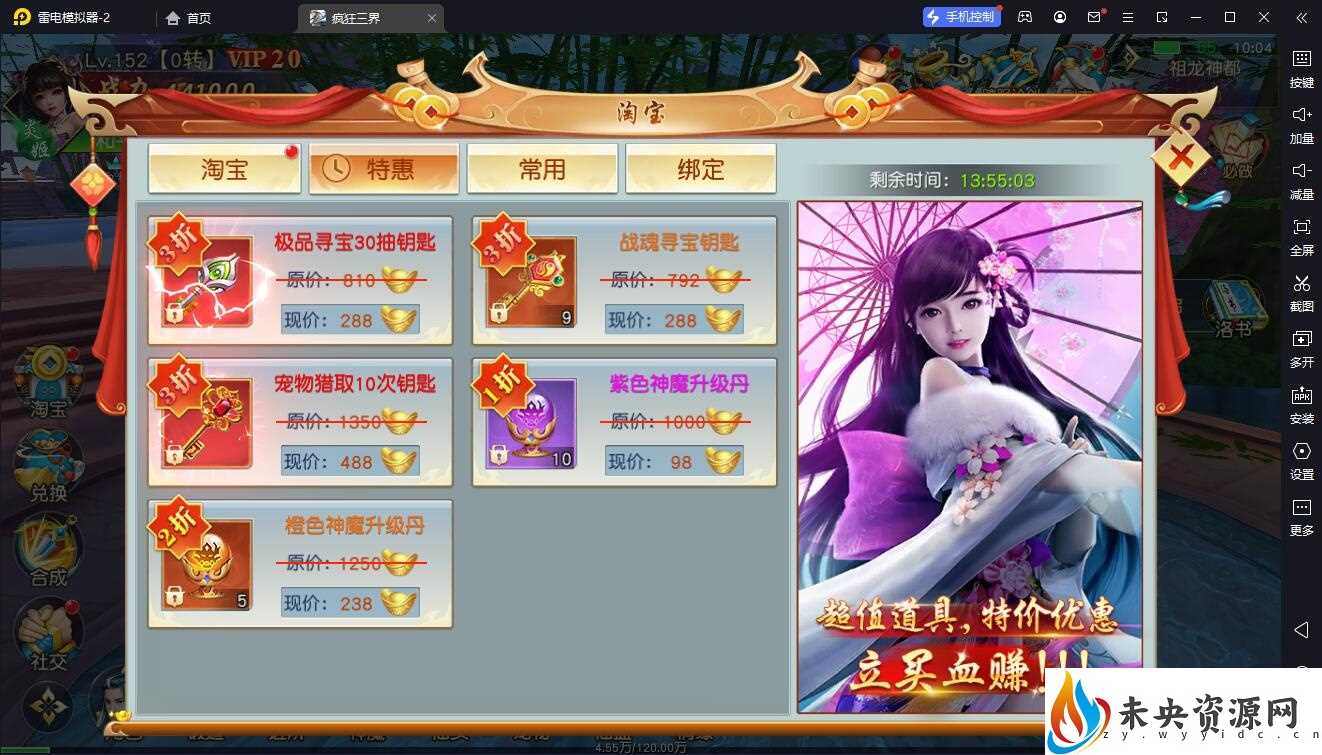 雷电模拟器-2
首页
疯狂三界
手机控制
Lv.152【0转】VIP20
10:04
祖龙神都
淘宝
淘宝
特惠
常用
绑定
剩余时间：13:55:03
3折
极品寻宝30抽钥匙
原价：810
现价：288
3折
战魂寻宝钥匙
原价：792
现价：288
9
3折
宠物猎取10次钥匙
原价：1350
现价：488
1折
紫色神魔升级丹
原价：1000
现价：98
10
2折
橙色神魔升级丹
原价：1250
现价：238
5
超值道具，特价优惠
立买血赚!!!
淘宝
兑换
合成
社交
必做
洛书
按键
加量
减量
全屏
截图
多开
安装
设置
更多
APK
4.55万/120.00万
未央资源网
zy.wyyidc.cn